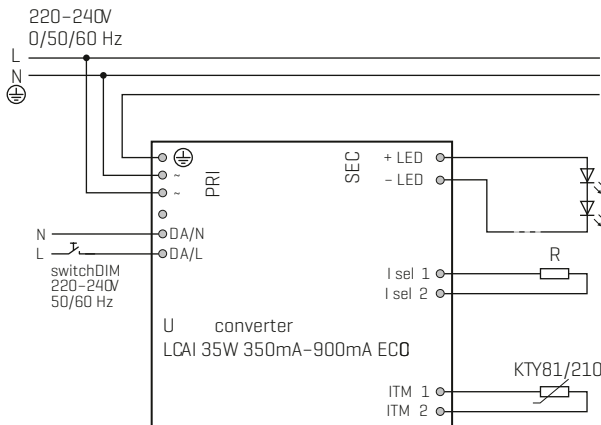 220-240V
0/50/60 Hz
L
N
PRI
SEC
+ LED
- LED
~
~
N
DA/N
L
DA/L
switchDIM
220-240V
50/60 Hz
I sel 1
I sel 2
R
U converter
LCAI 35W 350mA-900mA ECO
KTY81/210
ITM 1
ITM 2